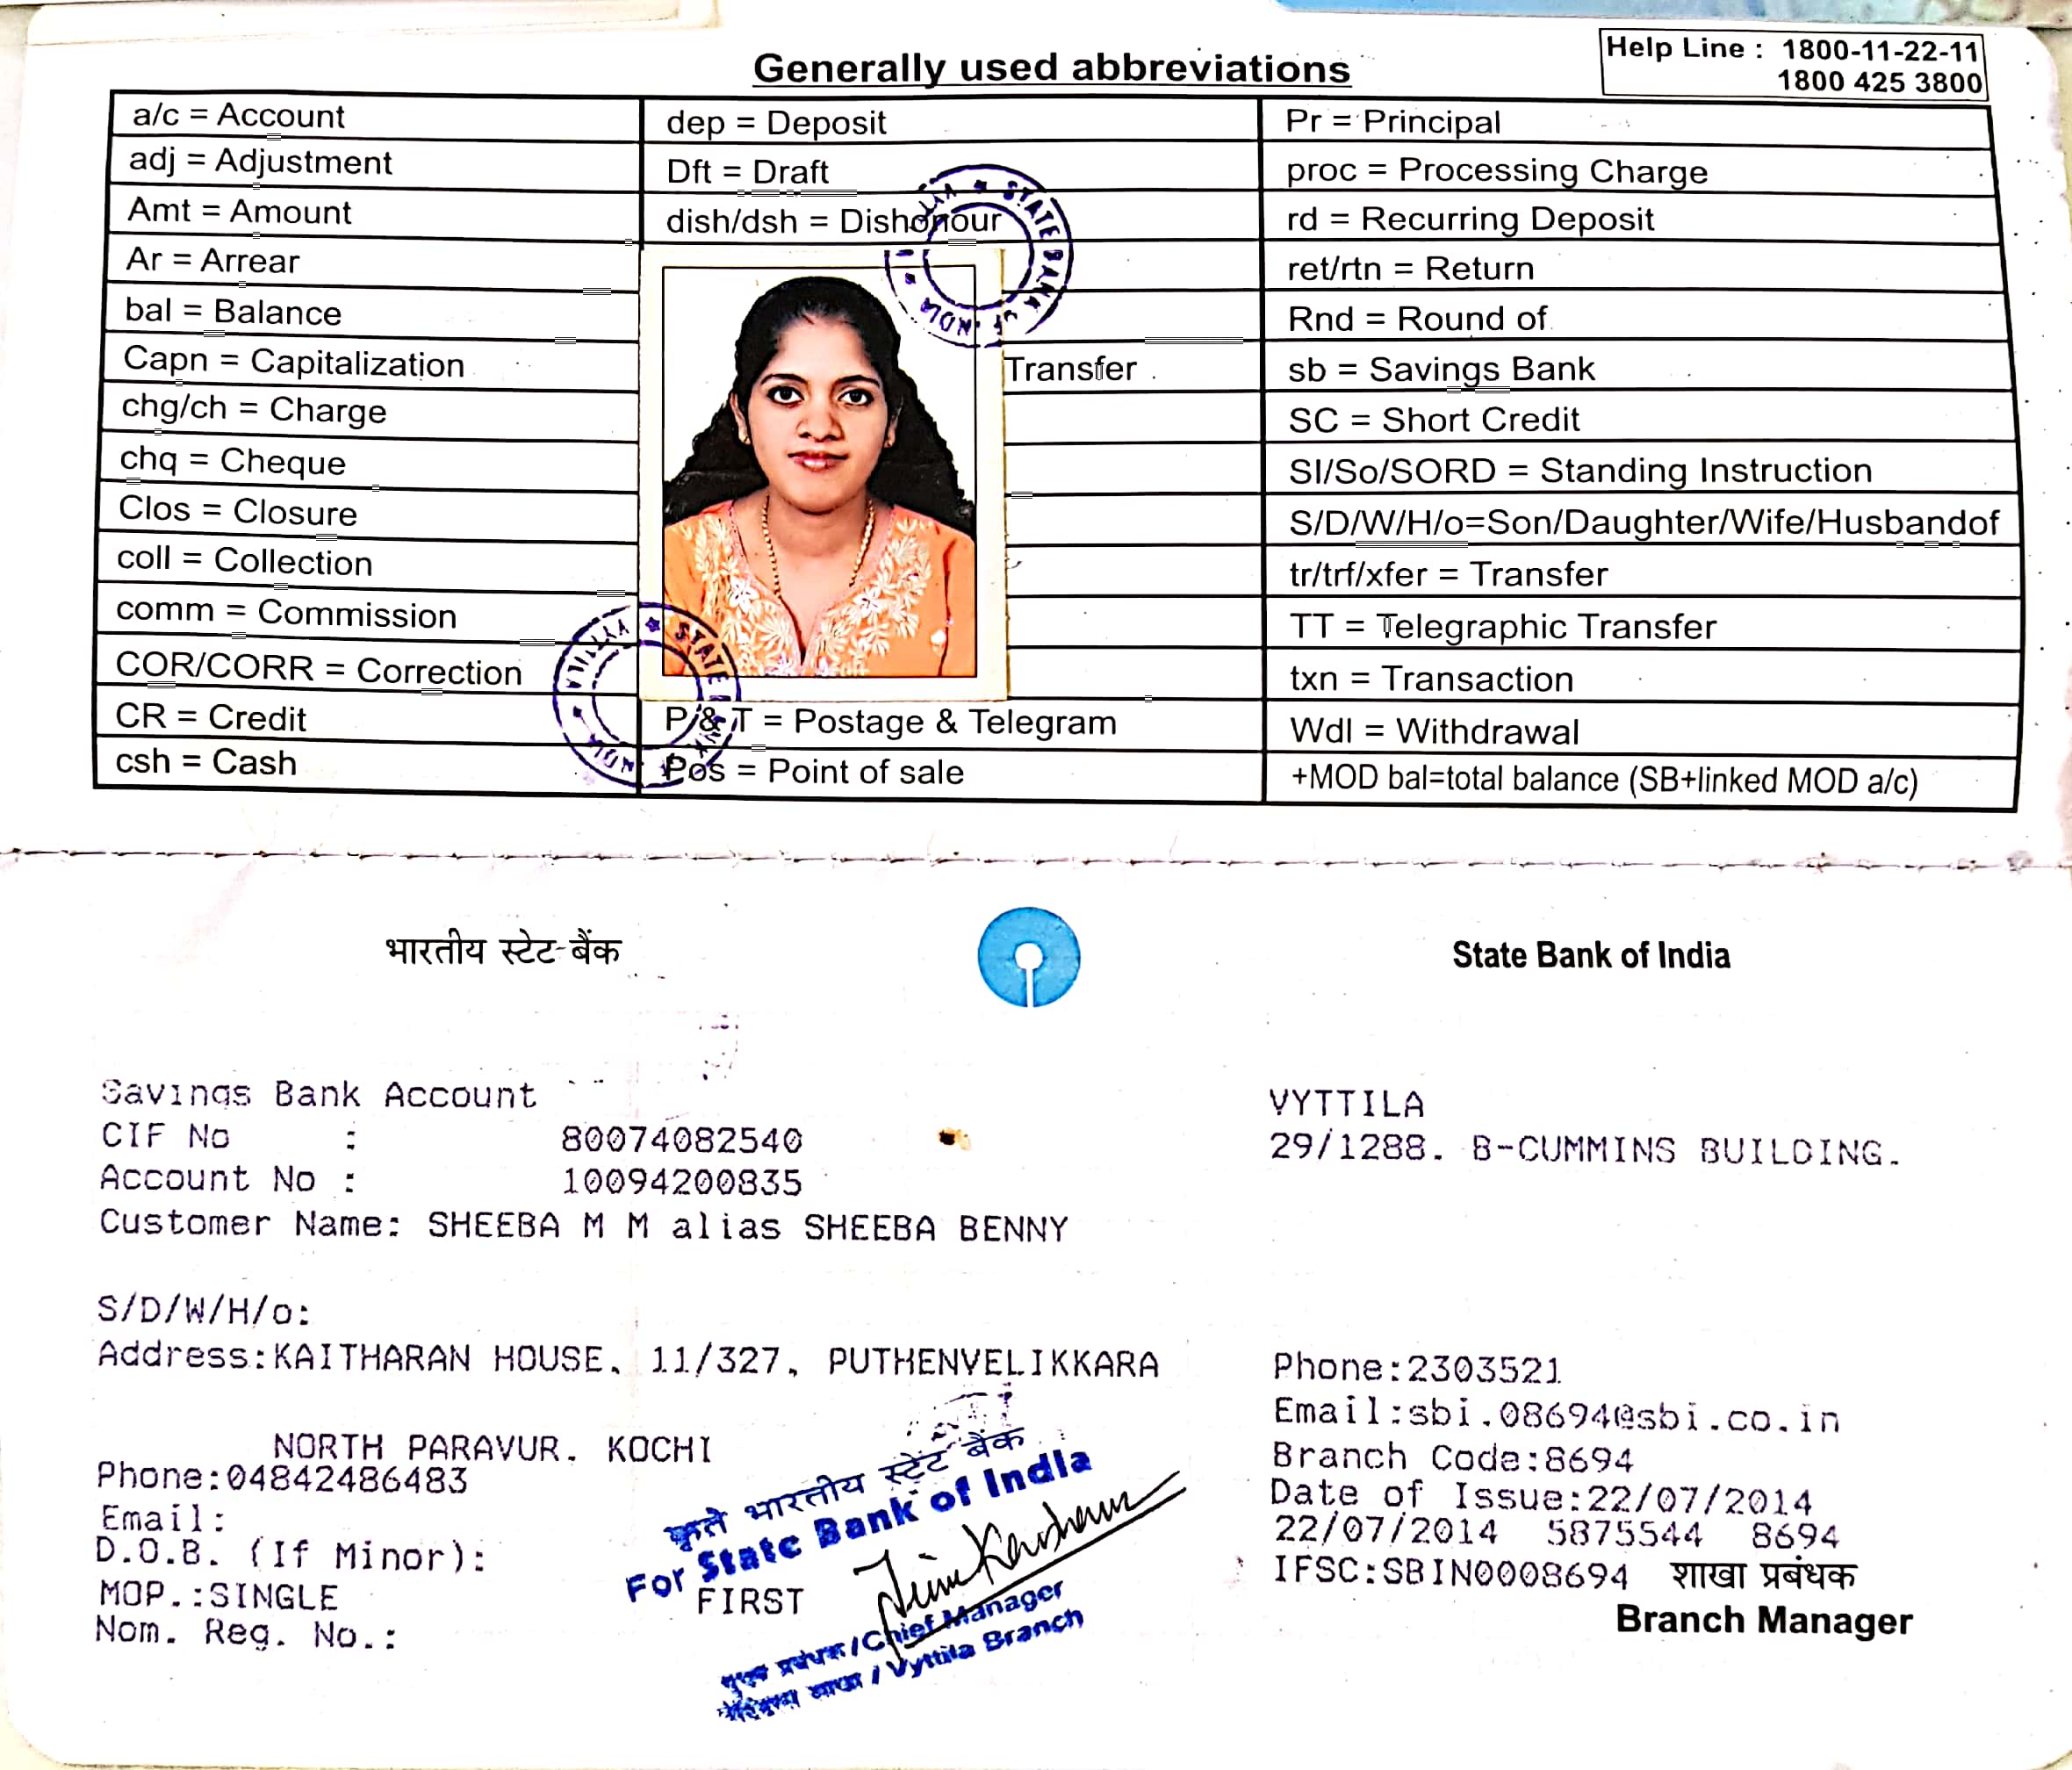 Generally used abbreviations
Help Line : 1800-11-22-11
1800 425 3800
a/c = Account
adj = Adjustment
Amt = Amount
Ar = Arrear
bal = Balance
Capn = Capitalization
chg/ch = Charge
chq = Cheque
Clos = Closure
coll = Collection
comm = Commission
COR/CORR = Correction
CR = Credit
csh = Cash
dep = Deposit
Dft = Draft
dish/dsh = Dishonour
Transfer
P & T = Postage & Telegram
Pos = Point of sale
Pr = Principal
proc = Processing Charge
rd = Recurring Deposit
ret/rtn = Return
Rnd = Round of
sb = Savings Bank
SC = Short Credit
SI/So/SORD = Standing Instruction
S/D/W/H/o=Son/Daughter/Wife/Husbandof
tr/trf/xfer = Transfer
TT = Telegraphic Transfer
txn = Transaction
Wdl = Withdrawal
+MOD bal=total balance (SB+linked MOD a/c)
STATE BANK OF INDIA
STATE INDIA
भारतीय स्टेट बैंक
State Bank of India
Savings Bank Account
CIF No : 80074082540
Account No : 10094200835
Customer Name: SHEEBA M M alias SHEEBA BENNY
S/D/W/H/o:
Address:KAITHARAN HOUSE, 11/327, PUTHENVELIKKARA
NORTH PARAVUR. KOCHI
Phone:04842486483
Email:
D.O.B. (If Minor):
MOP.:SINGLE
FIRST
Nom. Reg. No.:
कृते भारतीय स्टेट बैंक
For State Bank of India
मुख्य प्रबंधक / Chief Manager
शाखा / Vyttila Branch
VYTTILA
29/1288. B-CUMMINS BUILDING.
Phone:2303521
Email:sbi.08694@sbi.co.in
Branch Code:8694
Date of Issue:22/07/2014
22/07/2014 5875544 8694
IFSC:SBIN0008694 शाखा प्रबंधक
Branch Manager